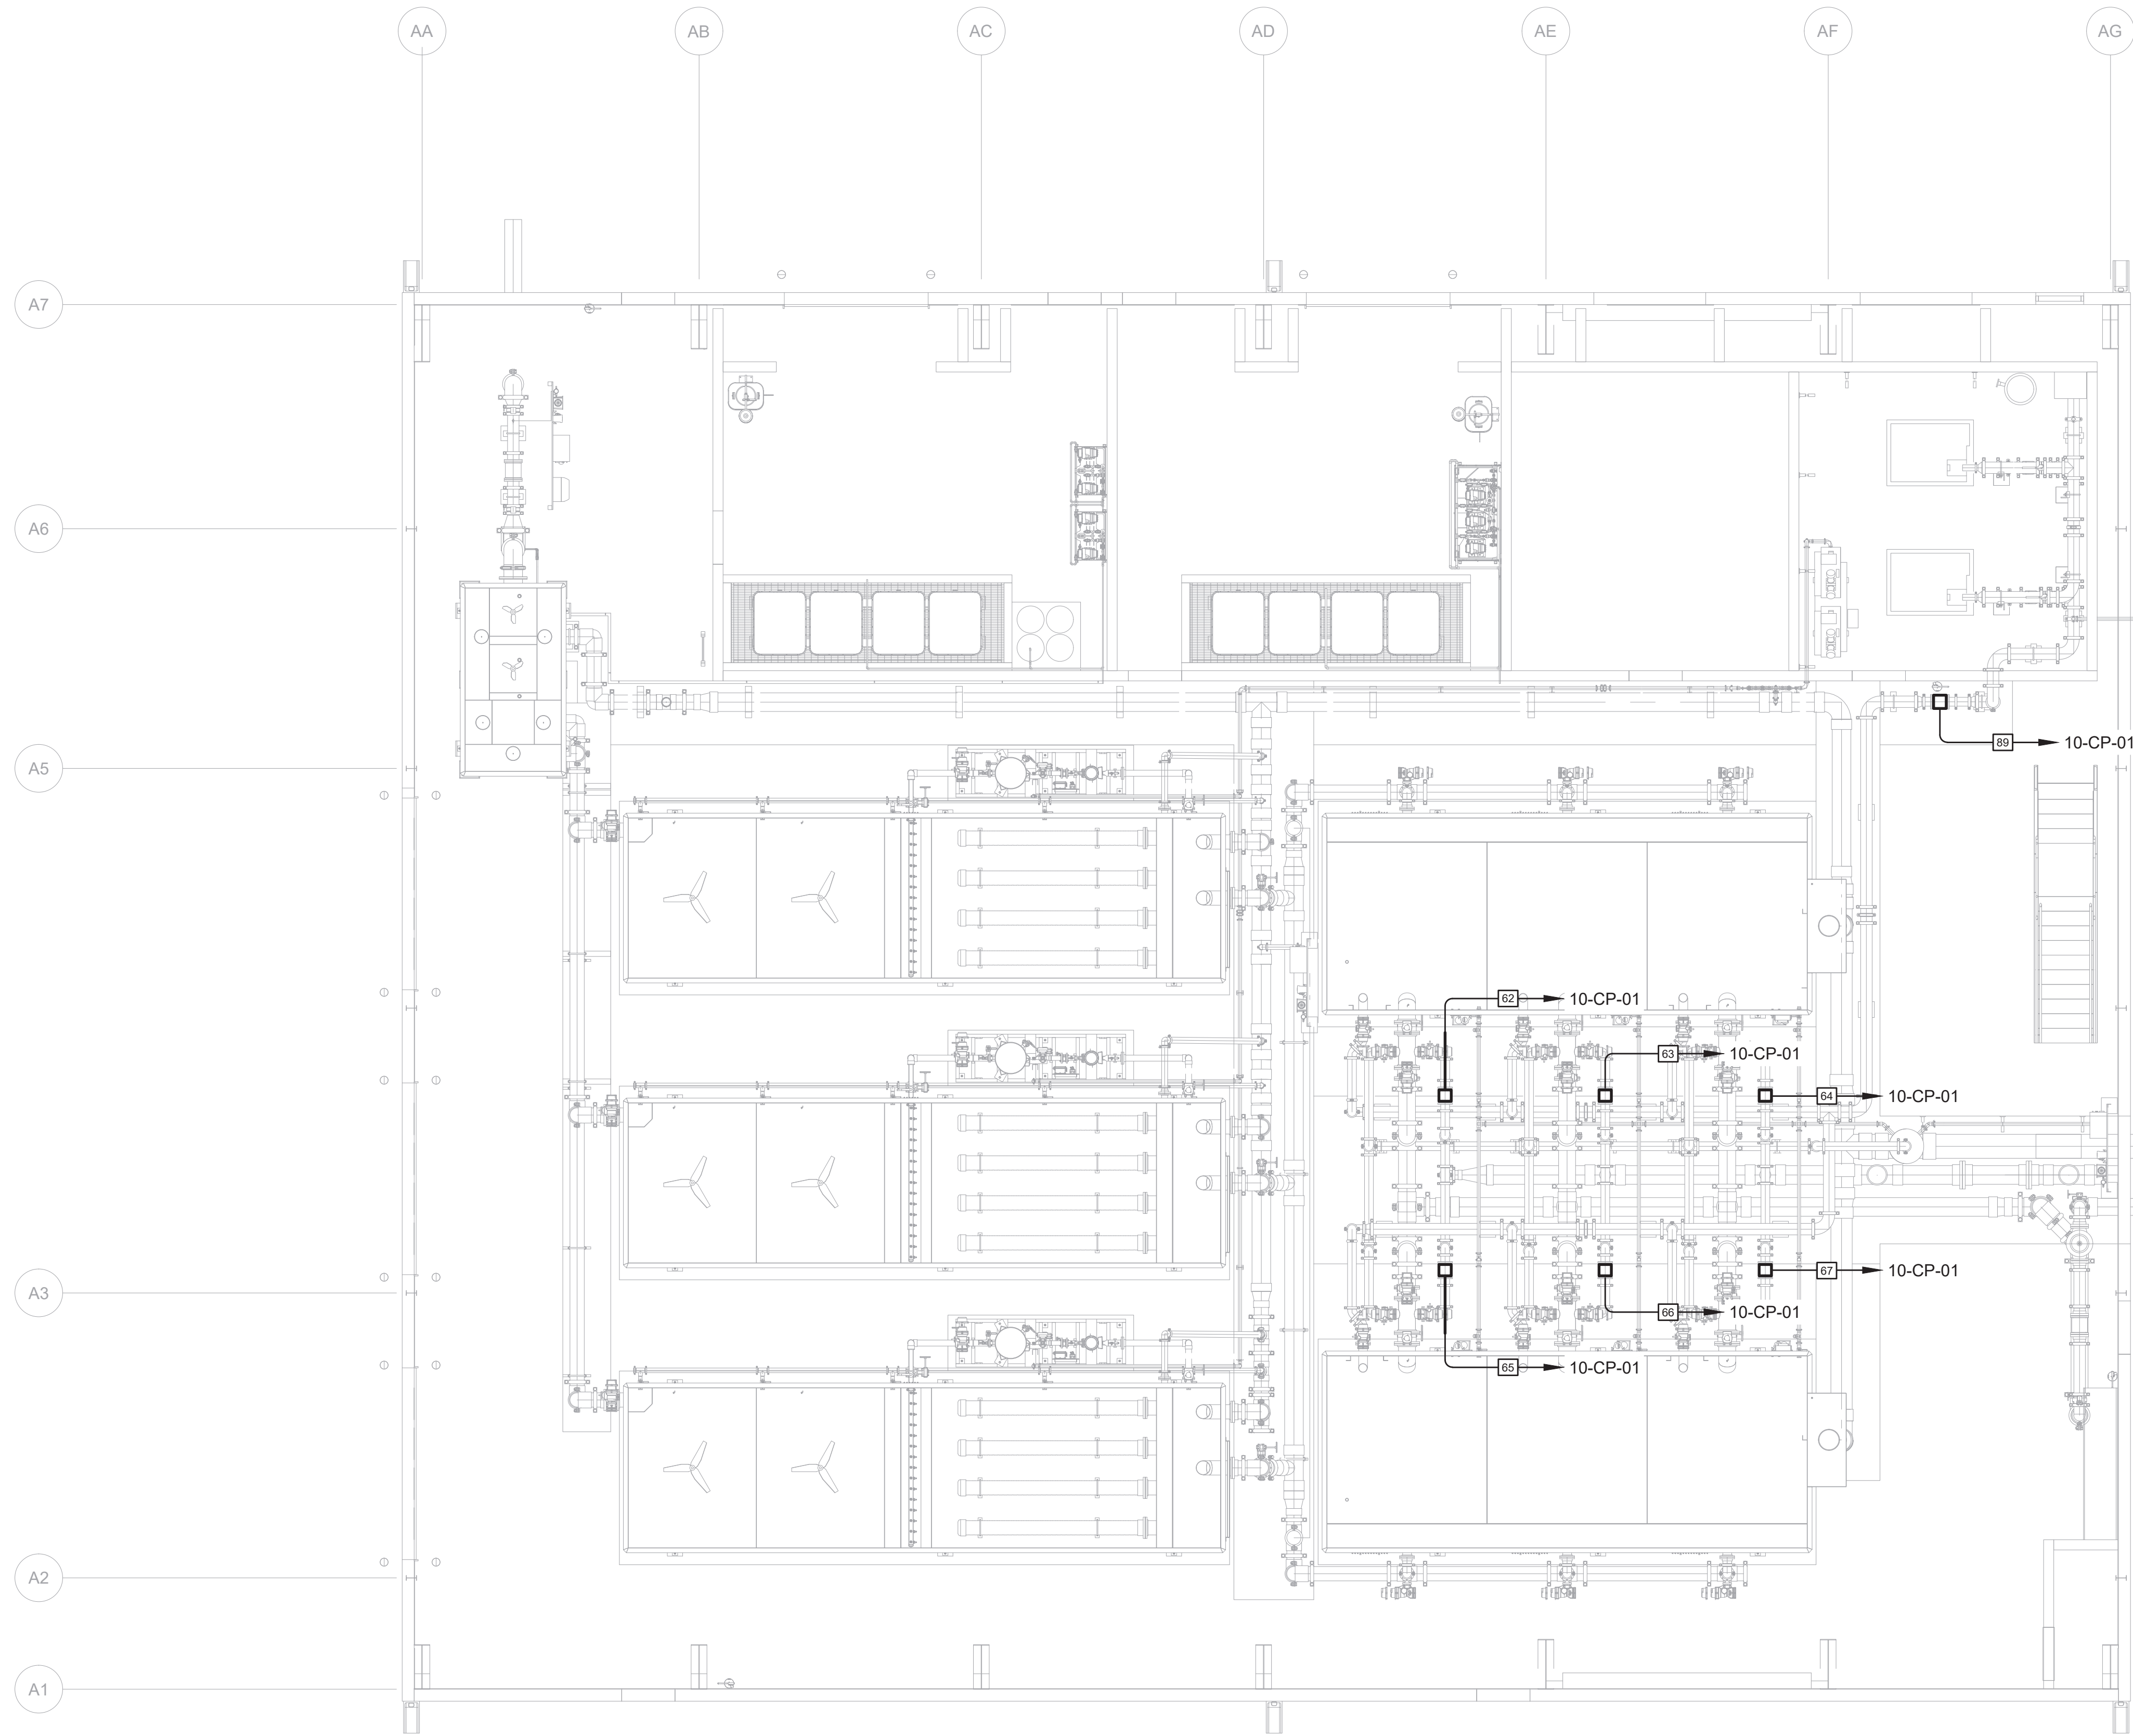 AA AB AC AD AE AF AG
A7
A6
89 10-CP-01
A5
62 10-CP-01
63 10-CP-01
64 10-CP-01
67 10-CP-01
A3
66 10-CP-01
65 10-CP-01
A2
A1